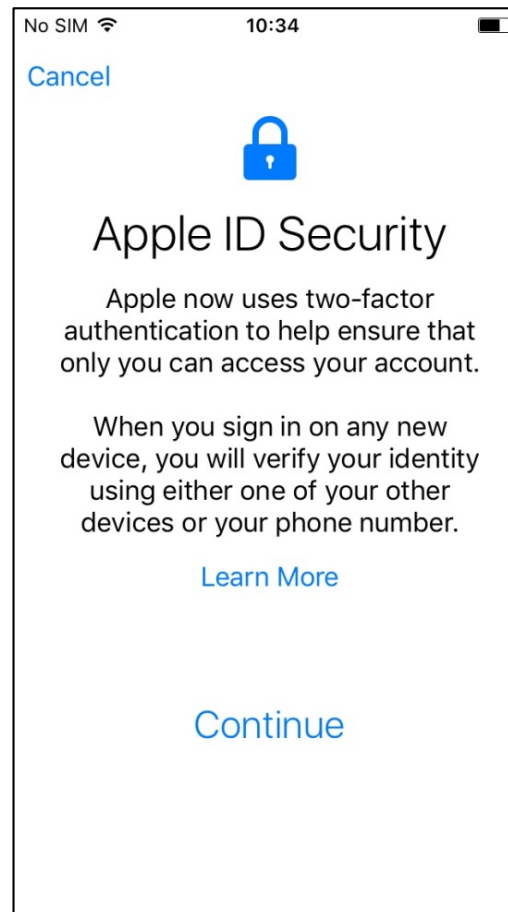 No SIM 10:34
Cancel
Apple ID Security
Apple now uses two-factor
authentication to help ensure that
only you can access your account.
When you sign in on any new
device, you will verify your identity
using either one of your other
devices or your phone number.
Learn More
Continue